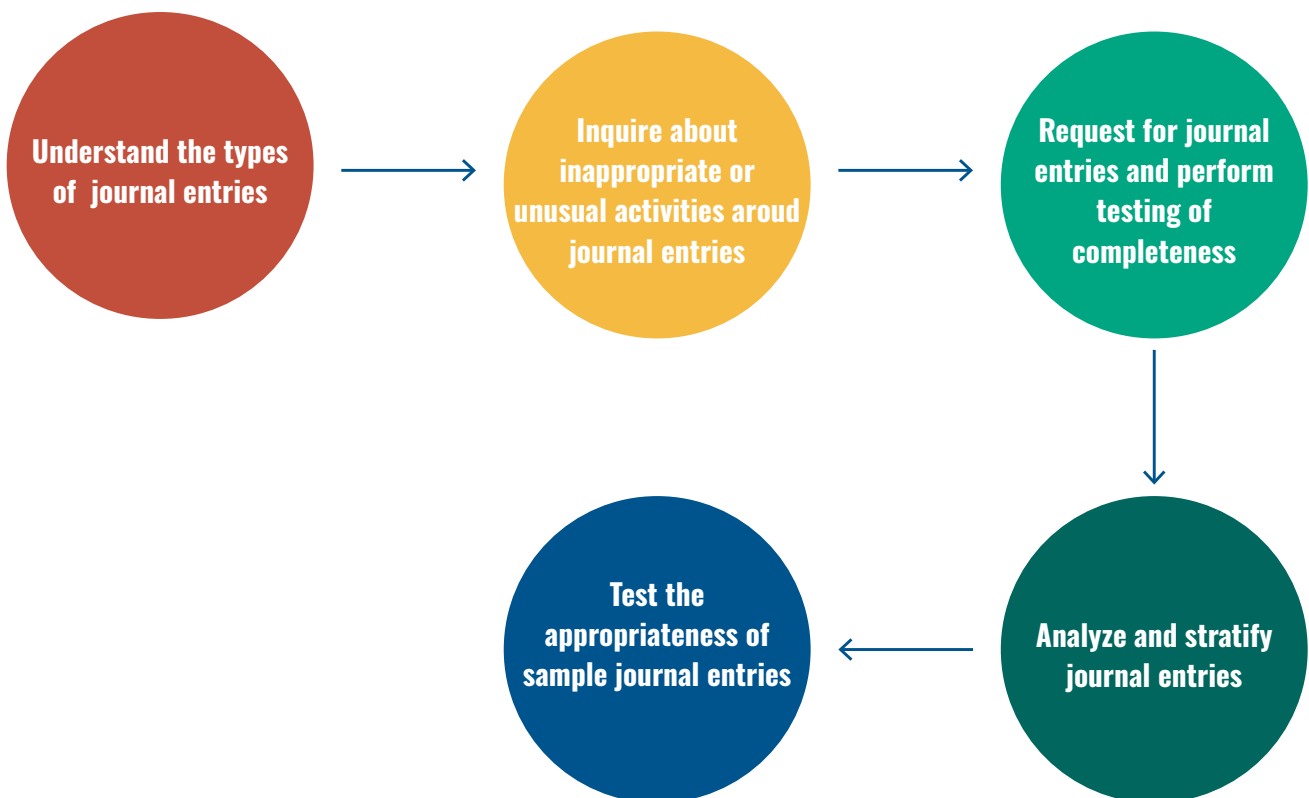 Understand the types
of  journal entries
Inquire about
inappropriate or
unusual activities aroud
journal entries
Request for journal
entries and perform
testing of
completeness
Analyze and stratify
journal entries
Test the
appropriateness of
sample journal entries